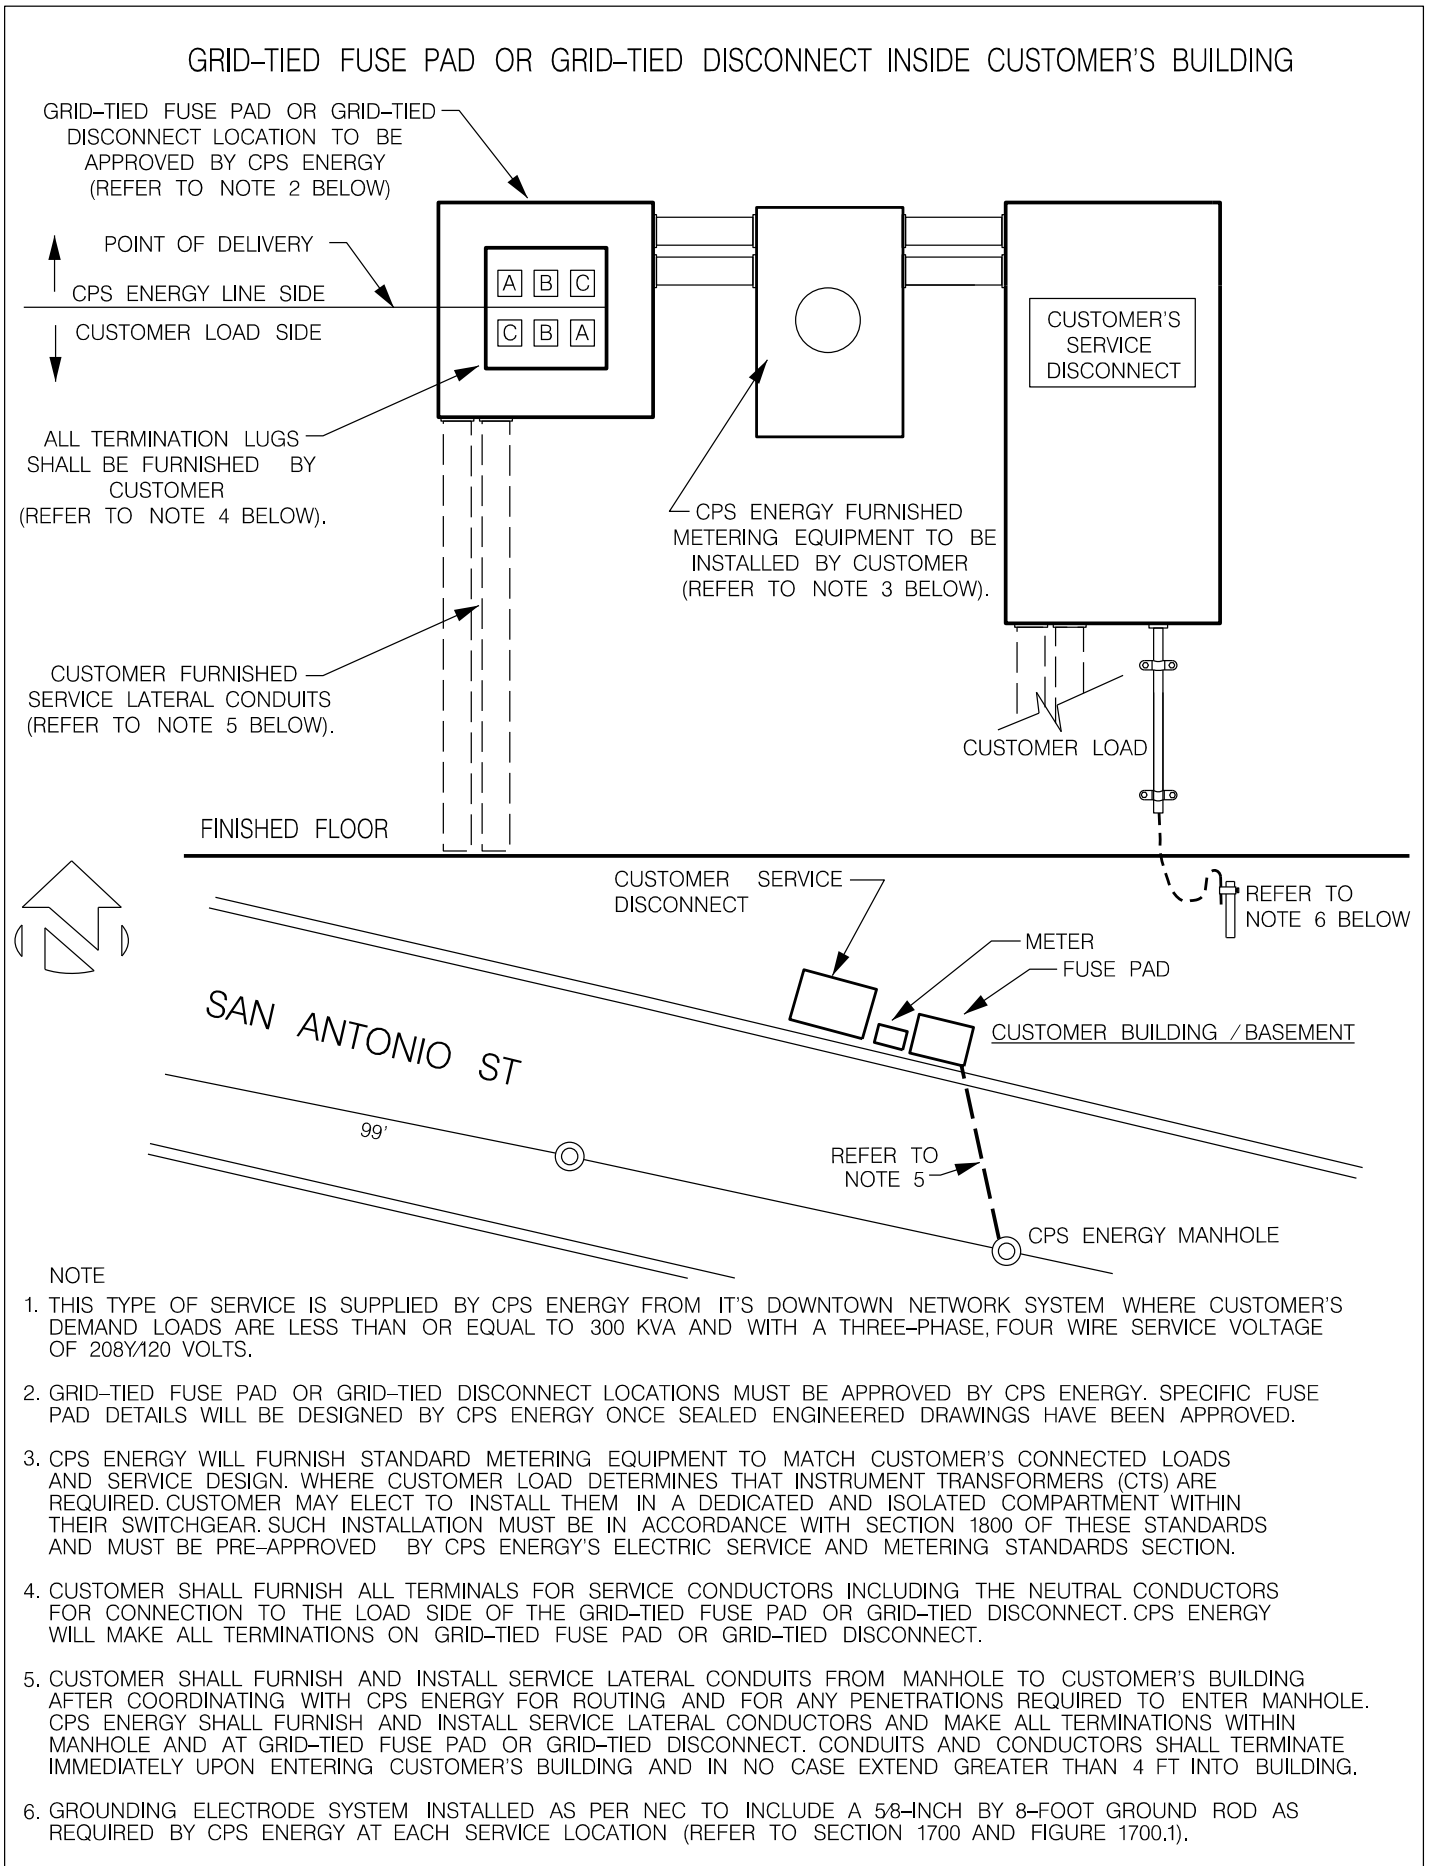 GRID–TIED FUSE PAD OR GRID–TIED DISCONNECT INSIDE CUSTOMER'S BUILDING
GRID–TIED FUSE PAD OR GRID–TIED
DISCONNECT LOCATION TO BE
APPROVED BY CPS ENERGY
(REFER TO NOTE 2 BELOW)
POINT OF DELIVERY
CPS ENERGY LINE SIDE
CUSTOMER LOAD SIDE
A B C
C B A
CUSTOMER'S
SERVICE
DISCONNECT
ALL TERMINATION LUGS
SHALL BE FURNISHED BY
CUSTOMER
(REFER TO NOTE 4 BELOW).
CPS ENERGY FURNISHED
METERING EQUIPMENT TO BE
INSTALLED BY CUSTOMER
(REFER TO NOTE 3 BELOW).
CUSTOMER FURNISHED
SERVICE LATERAL CONDUITS
(REFER TO NOTE 5 BELOW).
CUSTOMER LOAD
FINISHED FLOOR
CUSTOMER SERVICE
DISCONNECT
REFER TO
NOTE 6 BELOW
METER
FUSE PAD
N
SAN ANTONIO ST
CUSTOMER BUILDING / BASEMENT
99'
REFER TO
NOTE 5
CPS ENERGY MANHOLE
NOTE
1. THIS TYPE OF SERVICE IS SUPPLIED BY CPS ENERGY FROM IT'S DOWNTOWN NETWORK SYSTEM WHERE CUSTOMER'S
DEMAND LOADS ARE LESS THAN OR EQUAL TO 300 KVA AND WITH A THREE–PHASE, FOUR WIRE SERVICE VOLTAGE
OF 208Y/120 VOLTS.
2. GRID–TIED FUSE PAD OR GRID–TIED DISCONNECT LOCATIONS MUST BE APPROVED BY CPS ENERGY. SPECIFIC FUSE
PAD DETAILS WILL BE DESIGNED BY CPS ENERGY ONCE SEALED ENGINEERED DRAWINGS HAVE BEEN APPROVED.
3. CPS ENERGY WILL FURNISH STANDARD METERING EQUIPMENT TO MATCH CUSTOMER'S CONNECTED LOADS
AND SERVICE DESIGN. WHERE CUSTOMER LOAD DETERMINES THAT INSTRUMENT TRANSFORMERS (CTS) ARE
REQUIRED. CUSTOMER MAY ELECT TO INSTALL THEM IN A DEDICATED AND ISOLATED COMPARTMENT WITHIN
THEIR SWITCHGEAR. SUCH INSTALLATION MUST BE IN ACCORDANCE WITH SECTION 1800 OF THESE STANDARDS
AND MUST BE PRE–APPROVED BY CPS ENERGY'S ELECTRIC SERVICE AND METERING STANDARDS SECTION.
4. CUSTOMER SHALL FURNISH ALL TERMINALS FOR SERVICE CONDUCTORS INCLUDING THE NEUTRAL CONDUCTORS
FOR CONNECTION TO THE LOAD SIDE OF THE GRID–TIED FUSE PAD OR GRID–TIED DISCONNECT. CPS ENERGY
WILL MAKE ALL TERMINATIONS ON GRID–TIED FUSE PAD OR GRID–TIED DISCONNECT.
5. CUSTOMER SHALL FURNISH AND INSTALL SERVICE LATERAL CONDUITS FROM MANHOLE TO CUSTOMER'S BUILDING
AFTER COORDINATING WITH CPS ENERGY FOR ROUTING AND FOR ANY PENETRATIONS REQUIRED TO ENTER MANHOLE.
CPS ENERGY SHALL FURNISH AND INSTALL SERVICE LATERAL CONDUCTORS AND MAKE ALL TERMINATIONS WITHIN
MANHOLE AND AT GRID–TIED FUSE PAD OR GRID–TIED DISCONNECT. CONDUITS AND CONDUCTORS SHALL TERMINATE
IMMEDIATELY UPON ENTERING CUSTOMER'S BUILDING AND IN NO CASE EXTEND GREATER THAN 4 FT INTO BUILDING.
6. GROUNDING ELECTRODE SYSTEM INSTALLED AS PER NEC TO INCLUDE A 5/8–INCH BY 8–FOOT GROUND ROD AS
REQUIRED BY CPS ENERGY AT EACH SERVICE LOCATION (REFER TO SECTION 1700 AND FIGURE 1700.1).